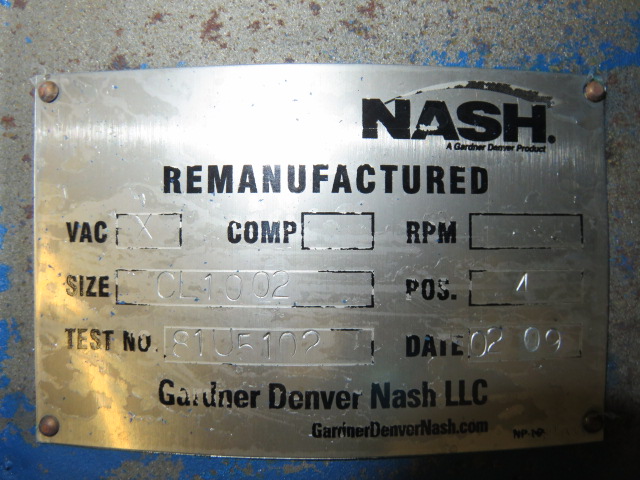 NASH®
A Gardner Denver Product
REMANUFACTURED
VAC X COMP RPM
SIZE CL1002 POS. 1
TEST NO. 81U5102 DATE 02 09
Gardner Denver Nash LLC
GardnerDenverNash.com